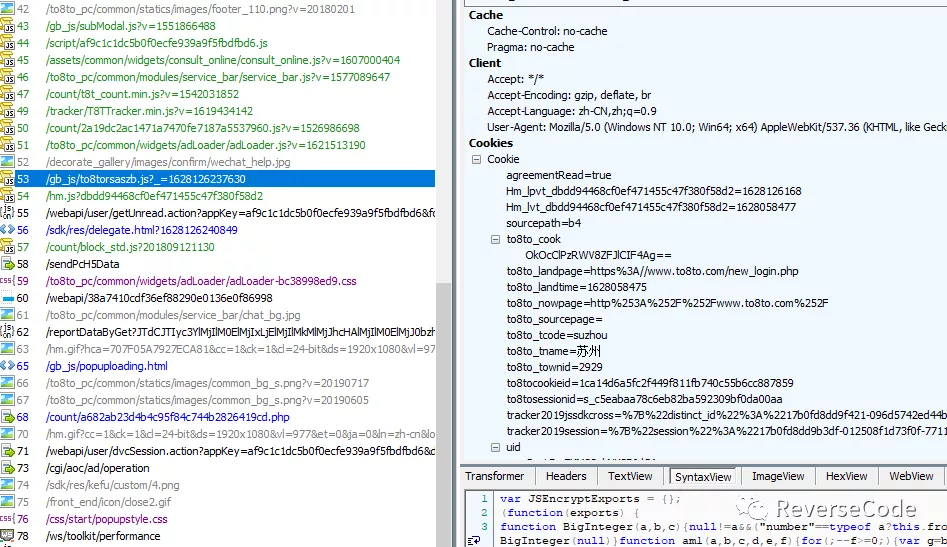 42 /to8to_pc/common/statics/images/footer_110.png?v=20180201
43 /gb_js/subModal.js?v=1551866488
44 /script/af9c1c1dc5b0f0ecfe939a9f5fbdfbd6.js
45 /assets/common/widgets/consult_online/consult_online.js?v=1607000404
46 /to8to_pc/common/modules/service_bar/service_bar.js?v=1577089647
47 /count/t8t_count.min.js?v=1542031852
49 /tracker/T8TTracker.min.js?v=1619434142
50 /count/2a19dc2ac1471a7470fe7187a5537960.js?v=1526986698
51 /to8to_pc/common/widgets/adLoader/adLoader.js?v=1621513190
52 /decorate_gallery/images/confirm/wechat_help.jpg
53 /gb_js/to8torsaszb.js?_=1628126237630
54 /hm.js?dbdd94468cf0ef471455c47f380f58d2
55 /webapi/user/getUnread.action?appKey=af9c1c1dc5b0f0ecfe939a9f5fbdfbd6&fo
56 /sdk/res/delegate.html?1628126240849
57 /count/block_std.js?201809121130
58 /sendPcH5Data
59 /to8to_pc/common/widgets/adLoader/adLoader-bc38998ed9.css
60 /webapi/38a7410cdf36ef88290e0136e0f86998
61 /to8to_pc/common/modules/service_bar/chat_bg.jpg
62 /reportDataByGet?JTdCJTIyc3YlMjIlM0ElMjIxLjElMjIlMkMlMjJhcHAlMjIlM0ElMjJ0bzh
63 /hm.gif?hca=707F05A7927ECA81&cc=1&ck=1&cl=24-bit&ds=1920x1080&vl=97
65 /gb_js/popuploading.html
66 /to8to_pc/common/statics/images/common_bg_s.png?v=20190717
67 /to8to_pc/common/statics/images/common_bg_s.png?v=20190605
68 /count/a682ab23d4b4c95f84c744b2826419cd.php
70 /hm.gif?cc=1&ck=1&cl=24-bit&ds=1920x1080&vl=977&et=0&ja=0&ln=zh-cn&lo
71 /webapi/user/dvcSession.action?appKey=af9c1c1dc5b0f0ecfe939a9f5fbdfbd6&
73 /cgi/aoc/ad/operation
74 /sdn/res/kefu/custom/4.png
75 /front_end/icon/close2.gif
76 /css/start/popupstyle.css
78 /ws/toolkit/performance
Cache
Cache-Control: no-cache
Pragma: no-cache
Client
Accept: */*
Accept-Encoding: gzip, deflate, br
Accept-Language: zh-CN,zh;q=0.9
User-Agent: Mozilla/5.0 (Windows NT 10.0; Win64; x64) AppleWebKit/537.36 (KHTML, like Geck
Cookies
Cookie
agreementRead=true
Hm_lpvt_dbdd94468cf0ef471455c47f380f58d2=1628126168
Hm_lvt_dbdd94468cf0ef471455c47f380f58d2=1628058477
sourcepath=b4
to8to_cook
OkOcClPzRWV8ZFJlCIF4Ag==
to8to_landpage=https%3A//www.to8to.com/new_login.php
to8to_landtime=1628058475
to8to_nowpage=http%253A%252F%252Fwww.to8to.com%252F
to8to_sourcepage=
to8to_tcode=suzhou
to8to_tname=苏州
to8to_townid=2929
to8tocookieid=1ca14d6a5fc2f449f811fb740c55b6cc887859
to8tosessionid=s_c5eabaa78c6eb82ba592309bf0da00aa
tracker2019jssdkcross=%7B%22distinct_id%22%3A%2217b0fd8dd9f421-096d5742ed44b
tracker2019session=%7B%22session%22%3A%2217b0fd8dd9b3df-012508f1d73f0f-7711
uid
Transformer Headers TextView SyntaxView ImageView HexView WebView
1 var JSEncryptExports = {};
2 (function(exports) {
3 function BigInteger(a,b,c){null!=a&&("number"==typeof a?this.fro
BigInteger(null)}function am1(a,b,c,d,e,f){for(;--f>=0;){var g=b
ReverseCode